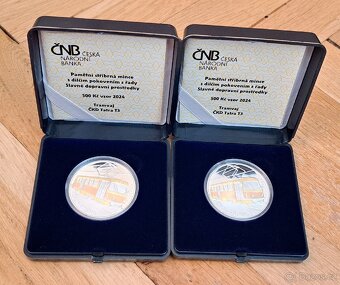 ČNB ČESKÁ
NÁRODNÍ
BANKA
Pamětní stříbrná mince
s dílčím pokovením z řady
Slavné dopravní prostředky
500 Kč vzor 2024
Tramvaj
ČKD Tatra T3
ČNB ČESKÁ
NÁRODNÍ
BANKA
Pamětní stříbrná mince
s dílčím pokovením z řady
Slavné dopravní prostředky
500 Kč vzor 2024
Tramvaj
ČKD Tatra T3